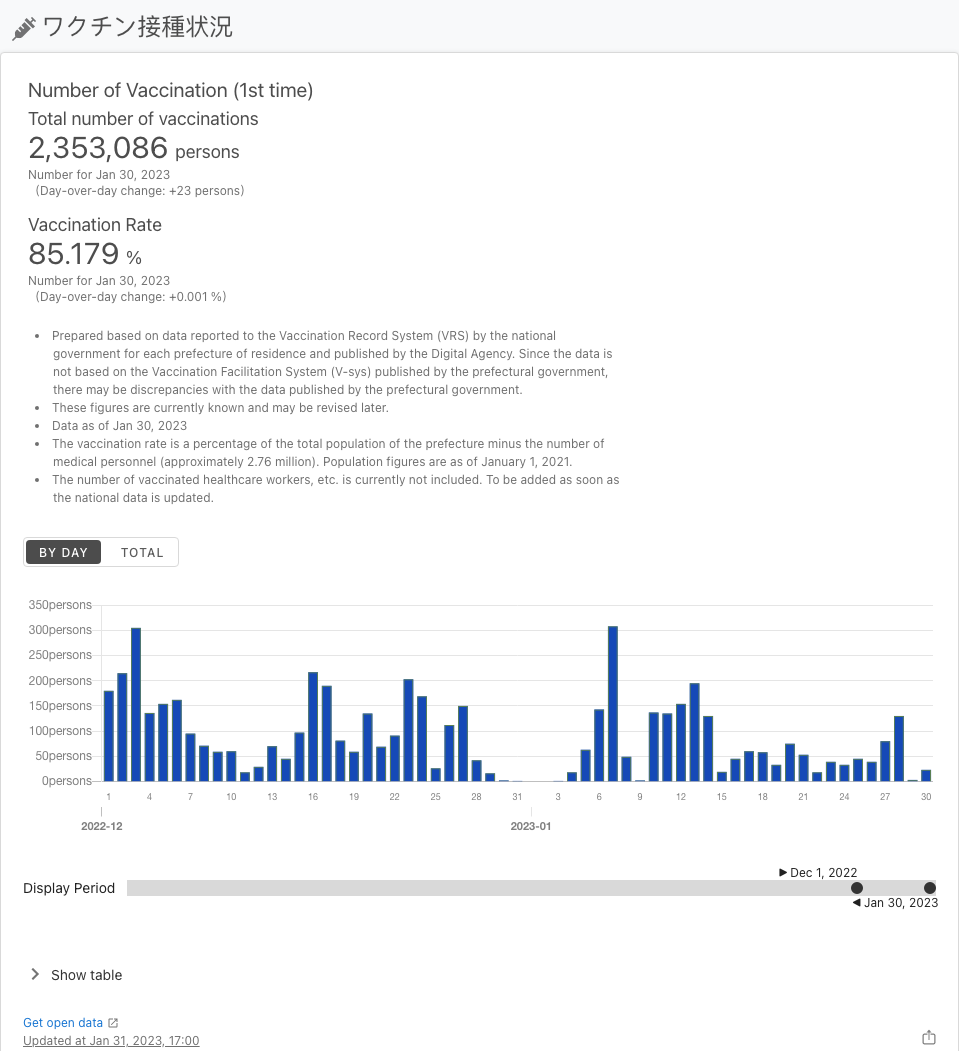 ワクチン接種状況
Number of Vaccination (1st time)
Total number of vaccinations
2,353,086 persons
Number for Jan 30, 2023
(Day-over-day change: +23 persons)
Vaccination Rate
85.179 %
Number for Jan 30, 2023
(Day-over-day change: +0.001 %)
• Prepared based on data reported to the Vaccination Record System (VRS) by the national
government for each prefecture of residence and published by the Digital Agency. Since the data is
not based on the Vaccination Facilitation System (V-sys) published by the prefectural government,
there may be discrepancies with the data published by the prefectural government.
• These figures are currently known and may be revised later.
• Data as of Jan 30, 2023
• The vaccination rate is a percentage of the total population of the prefecture minus the number of
medical personnel (approximately 2.76 million). Population figures are as of January 1, 2021.
• The number of vaccinated healthcare workers, etc. is currently not included. To be added as soon as
the national data is updated.
BY DAY TOTAL
350persons
300persons
250persons
200persons
150persons
100persons
50persons
0persons
1 4 7 10 13 16 19 22 25 28 31 3 6 9 12 15 18 21 24 27 30
2022-12 2023-01
▶ Dec 1, 2022
Display Period
◀ Jan 30, 2023
Show table
Get open data
Updated at Jan 31, 2023, 17:00